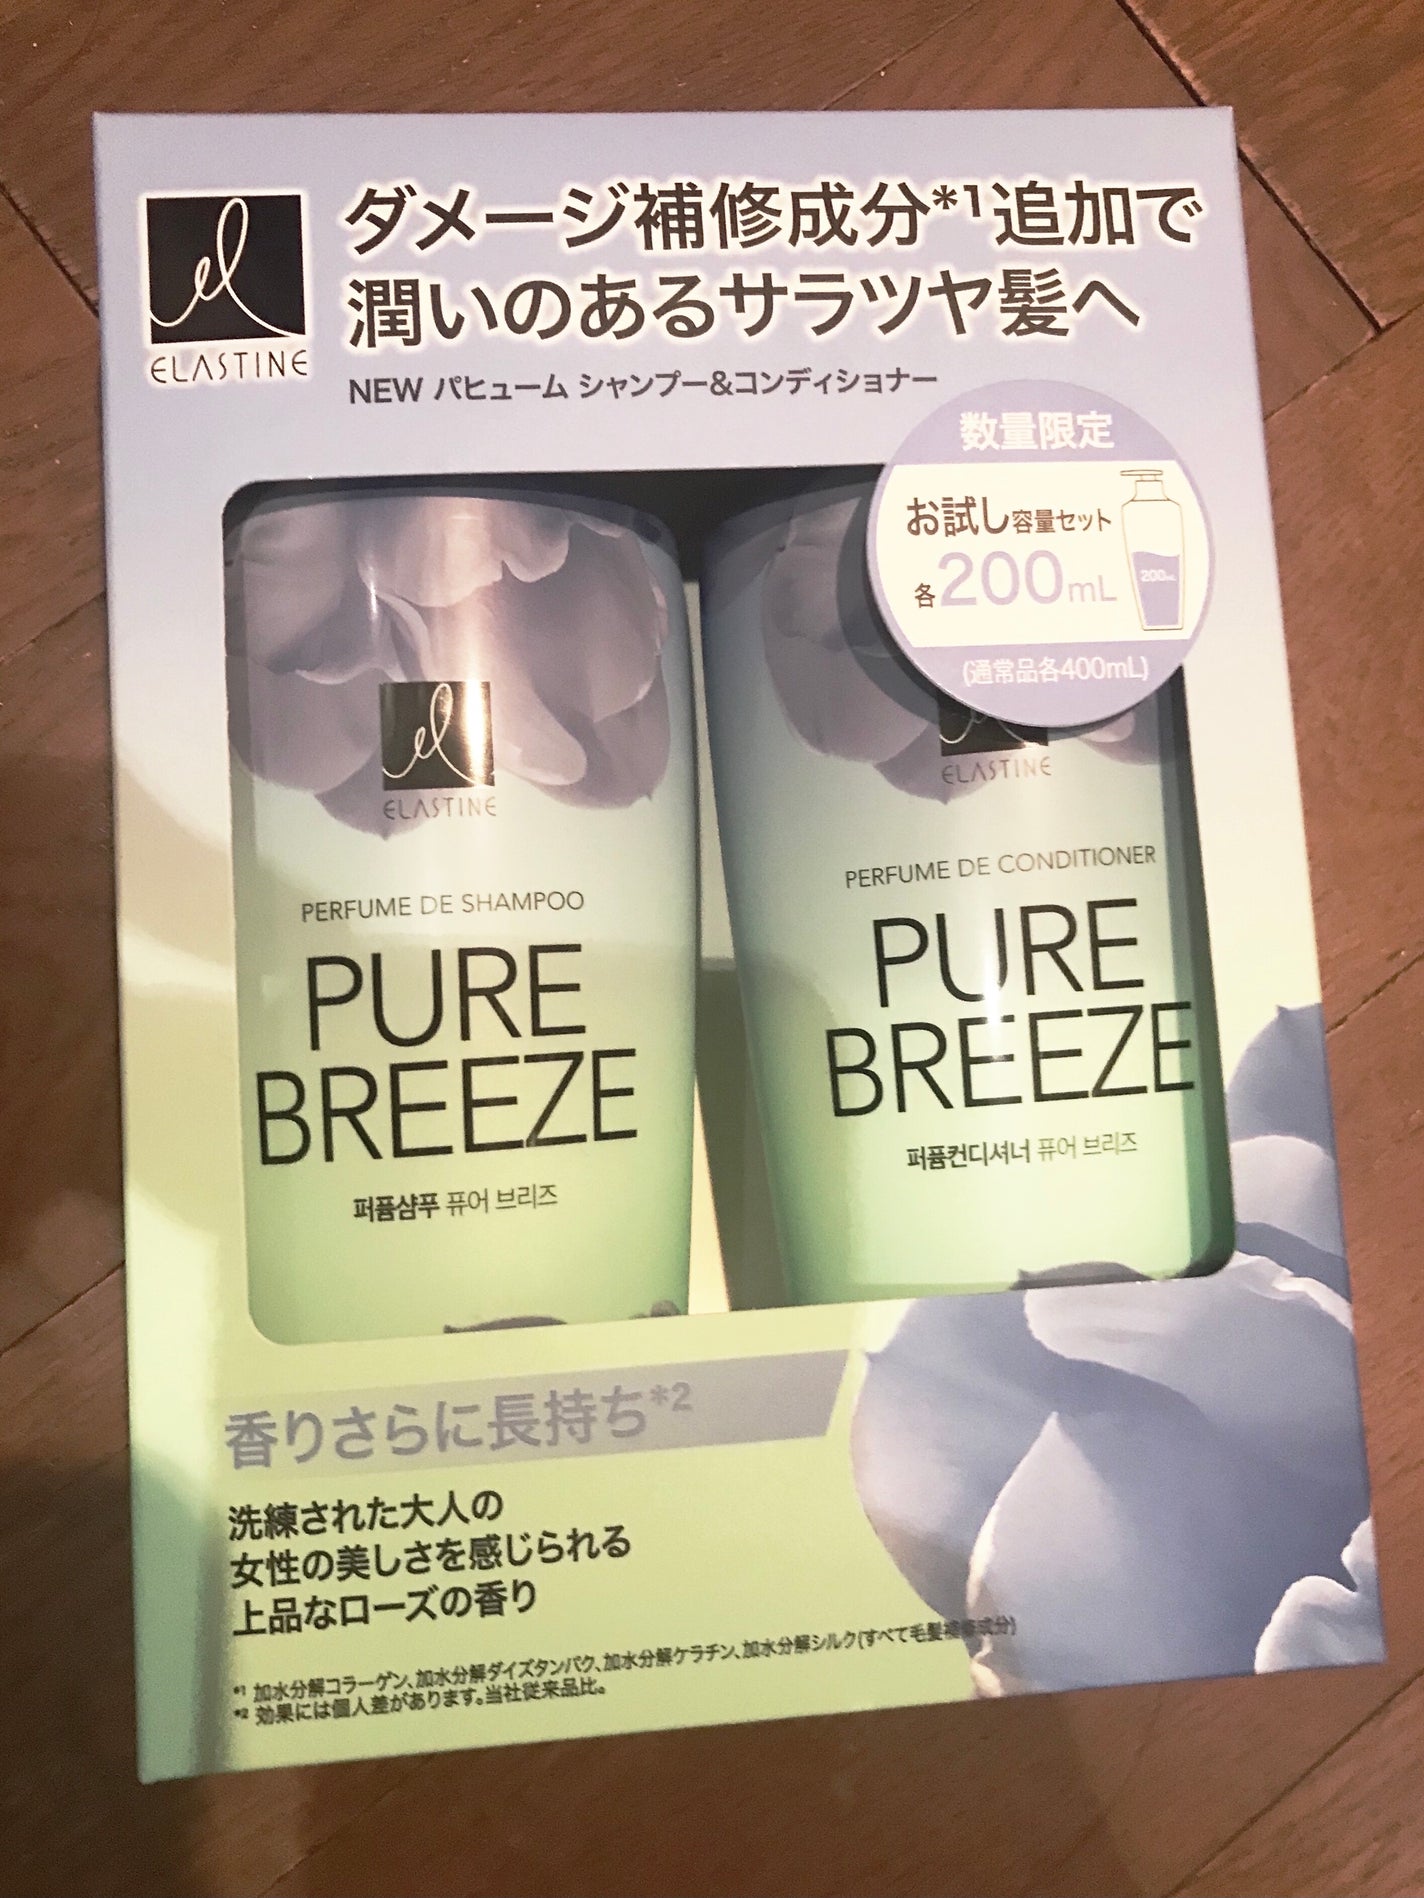 ELASTINE
ダメージ補修成分*1追加で
潤いのあるサラツヤ髪へ
NEW パヒューム シャンプー&コンディショナー
数量限定
お試し容量セット
各200mL
200mL
(通常品各400mL)
ELASTINE
PERFUME DE SHAMPOO
PURE
BREEZE
퍼퓸샴푸 퓨어 브리즈
ELASTINE
PERFUME DE CONDITIONER
PURE
BREEZE
퍼퓸컨디셔너 퓨어 브리즈
香りさらに長持ち*2
洗練された大人の
女性の美しさを感じられる
上品なローズの香り
*1 加水分解コラーゲン、加水分解ダイズタンパク、加水分解ケラチン、加水分解シルク(すべて毛髪補修成分)
*2 効果には個人差があります。当社従来品比。